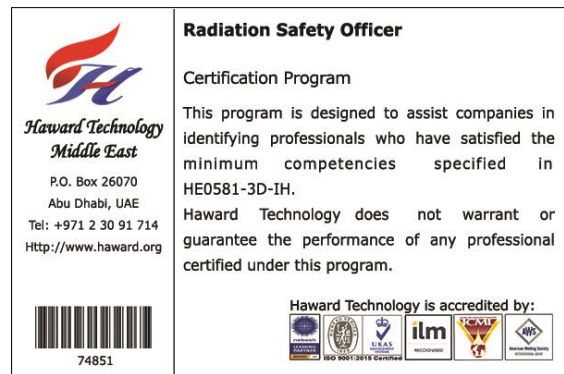 Haward Technology
Middle East
P.O. Box 26070
Abu Dhabi, UAE
Tel: +971 2 30 91 714
Http://www.haward.org
74851
Radiation Safety Officer
Certification Program
This program is designed to assist companies in
identifying professionals who have satisfied the
minimum competencies specified in
HE0581-3D-IH.
Haward Technology does not warrant or
guarantee the performance of any professional
certified under this program.
Haward Technology is accredited by:
nebosh
LEARNING
PARTNER
UKAS
MANAGEMENT
SYSTEMS
ISO 9001:2015 Certified
ilm
RECOGNISED
PCML
AWS
American Welding Society